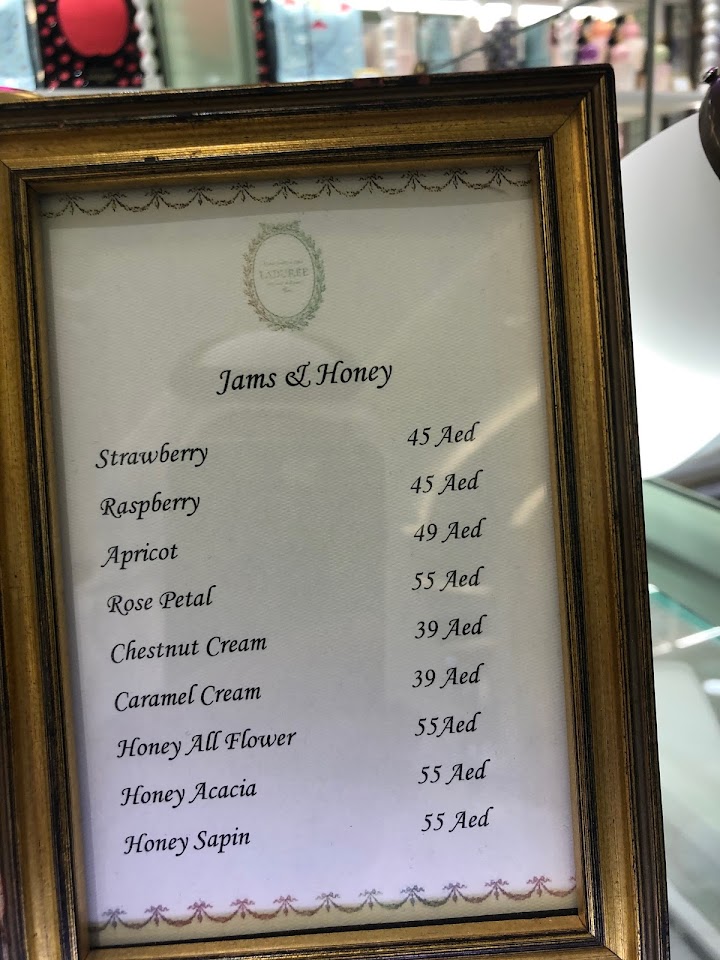 LADURÉE
Jams & Honey
Strawberry 45 Aed
Raspberry 45 Aed
Apricot 49 Aed
Rose Petal 55 Aed
Chestnut Cream 39 Aed
Caramel Cream 39 Aed
Honey All Flower 55Aed
Honey Acacia 55 Aed
Honey Sapin 55 Aed